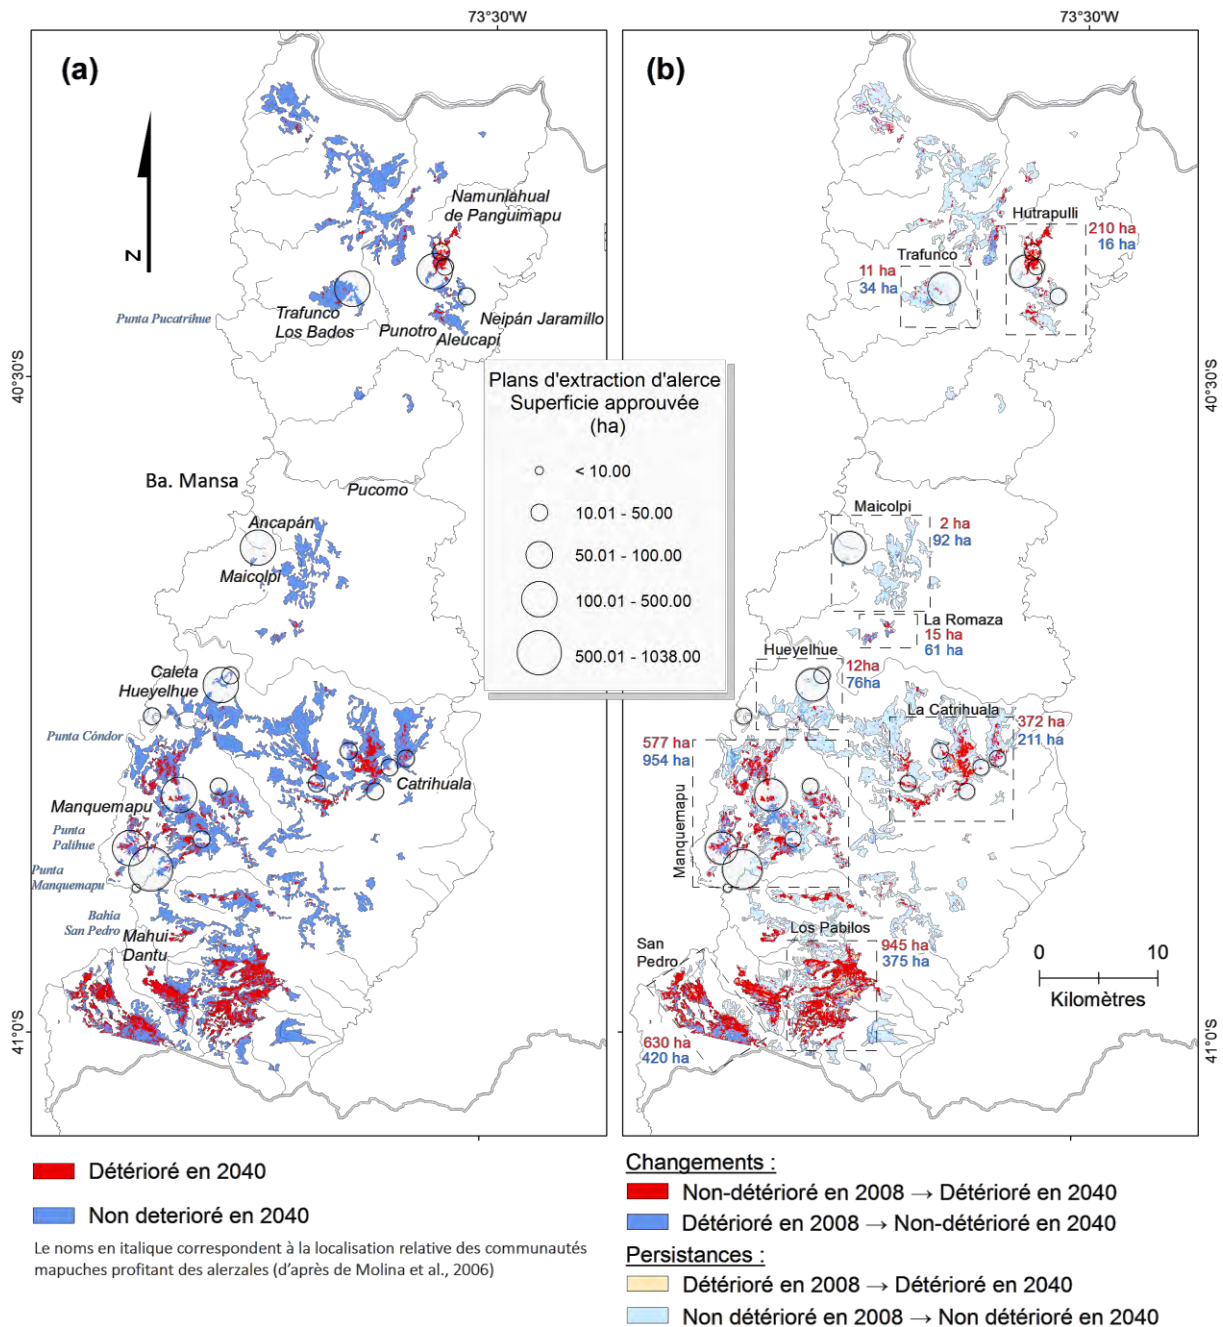 73°30W
73°30W
(a)
(b)
N
Namunlahual
de Panguimapu
Hutrapulli
210 ha
16 ha
Trafunco
11 ha
34 ha
Punta Pucatrihue
Trafunco
Los Bados
Punotro
Neipán Jaramillo
Aleucapi
40°30S
40°30S
Plans d'extraction d'alerce
Superficie approuvée
(ha)
< 10.00
10.01 - 50.00
50.01 - 100.00
100.01 - 500.00
500.01 - 1038.00
Ba. Mansa
Pucomo
Ancapán
Maicolpi
Maicolpi
2 ha
92 ha
La Romaza
15 ha
61 ha
Caleta
Hueyelhue
Hueyelhue
12ha
76ha
La Catrihuala
372 ha
211 ha
Punta Cóndor
577 ha
954 ha
Catrihuala
Manquemapu
Manquemapu
Punta
Palihue
Punta
Manquemapu
Bahía
San Pedro
Mahui
Dantu
Los Pabilos
945 ha
375 ha
San
Pedro
630 ha
420 ha
0 10
Kilomètres
41°0S
41°0S
Détérioré en 2040
Non deterioré en 2040
Le noms en italique correspondent à la localisation relative des communautés
mapuches profitant des alerzales (d'après de Molina et al., 2006)
Changements :
Non-détérioré en 2008 → Détérioré en 2040
Détérioré en 2008 → Non-détérioré en 2040
Persistances :
Détérioré en 2008 → Détérioré en 2040
Non détérioré en 2008 → Non détérioré en 2040